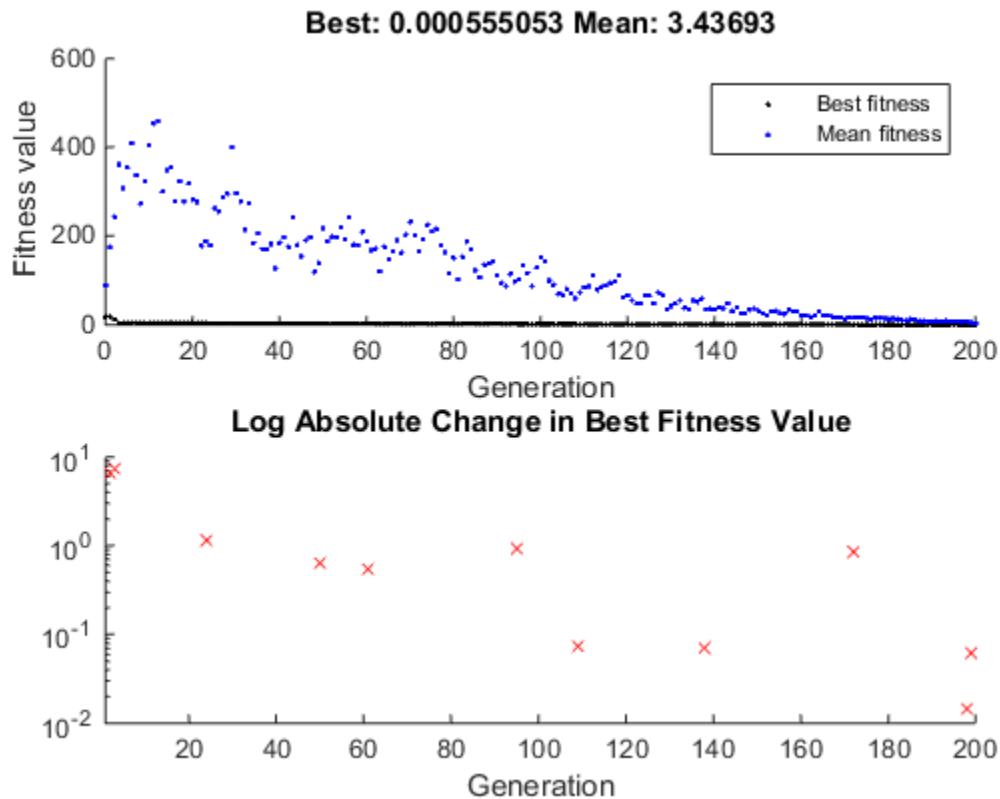 Best: 0.000555053 Mean: 3.43693
600
400
200
0
Fitness value
Best fitness
Mean fitness
0 20 40 60 80 100 120 140 160 180 200
Generation
Log Absolute Change in Best Fitness Value
10^1
10^0
10^-1
10^-2
20 40 60 80 100 120 140 160 180 200
Generation